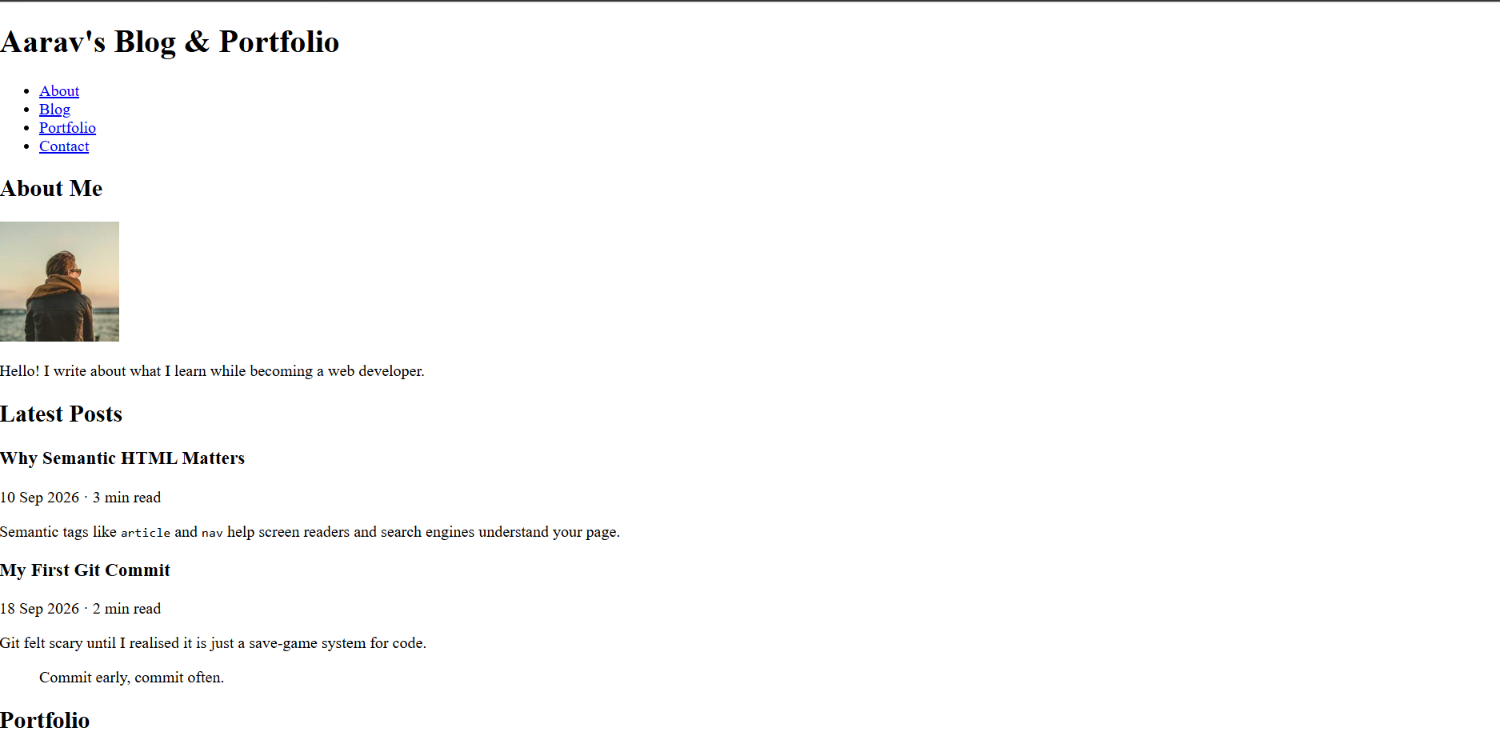 Aarav's Blog & Portfolio
About
Blog
Portfolio
Contact
About Me
Hello! I write about what I learn while becoming a web developer.
Latest Posts
Why Semantic HTML Matters
10 Sep 2026 · 3 min read
Semantic tags like article and nav help screen readers and search engines understand your page.
My First Git Commit
18 Sep 2026 · 2 min read
Git felt scary until I realised it is just a save-game system for code.
Commit early, commit often.
Portfolio